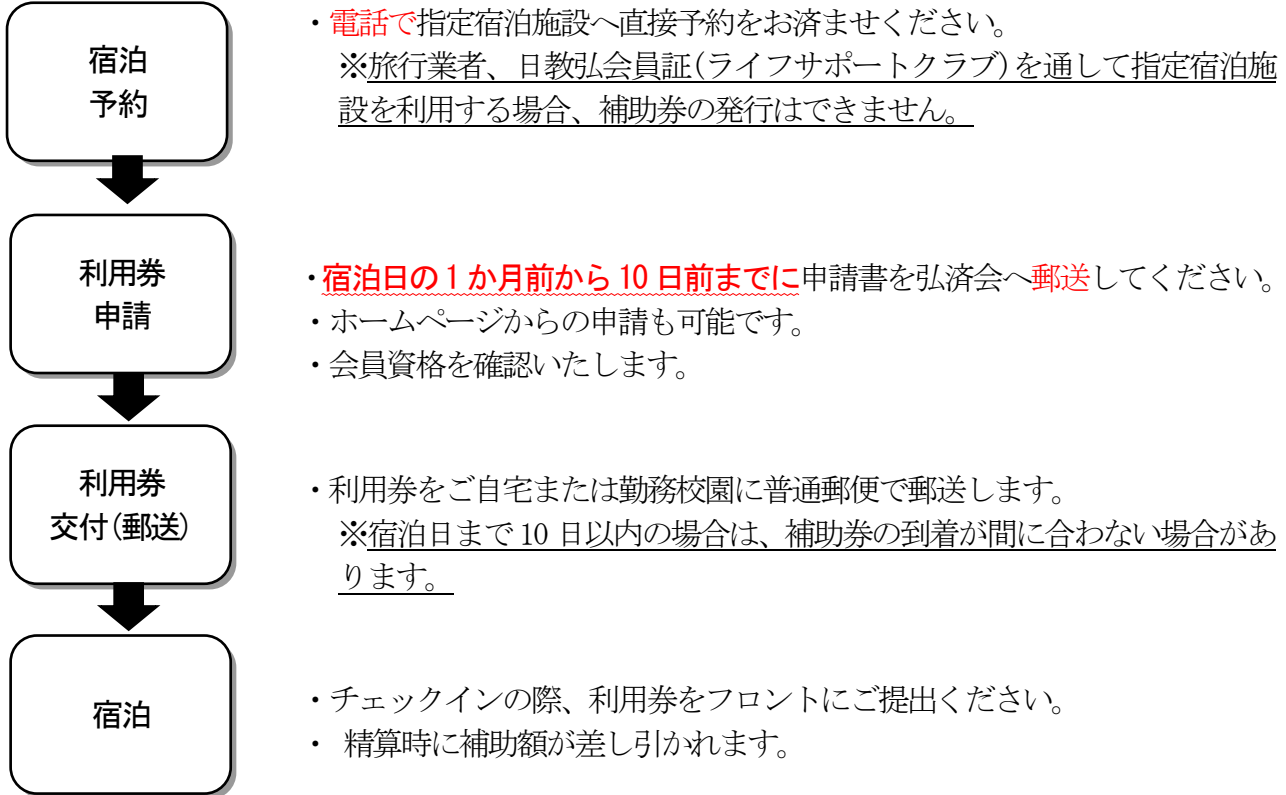 宿泊
予約
・電話で指定宿泊施設へ直接予約をお済ませください。
※旅行業者、日教弘会員証(ライフサポートクラブ)を通して指定宿泊施
設を利用する場合、補助券の発行はできません。
利用券
申請
・宿泊日の1か月前から10日前までに申請書を弘済会へ郵送してください。
・ホームページからの申請も可能です。
・会員資格を確認いたします。
利用券
交付(郵送)
・利用券をご自宅または勤務校園に普通郵便で郵送します。
※宿泊日まで10日以内の場合は、補助券の到着が間に合わない場合があ
ります。
宿泊
・チェックインの際、利用券をフロントにご提出ください。
・ 精算時に補助額が差し引かれます。